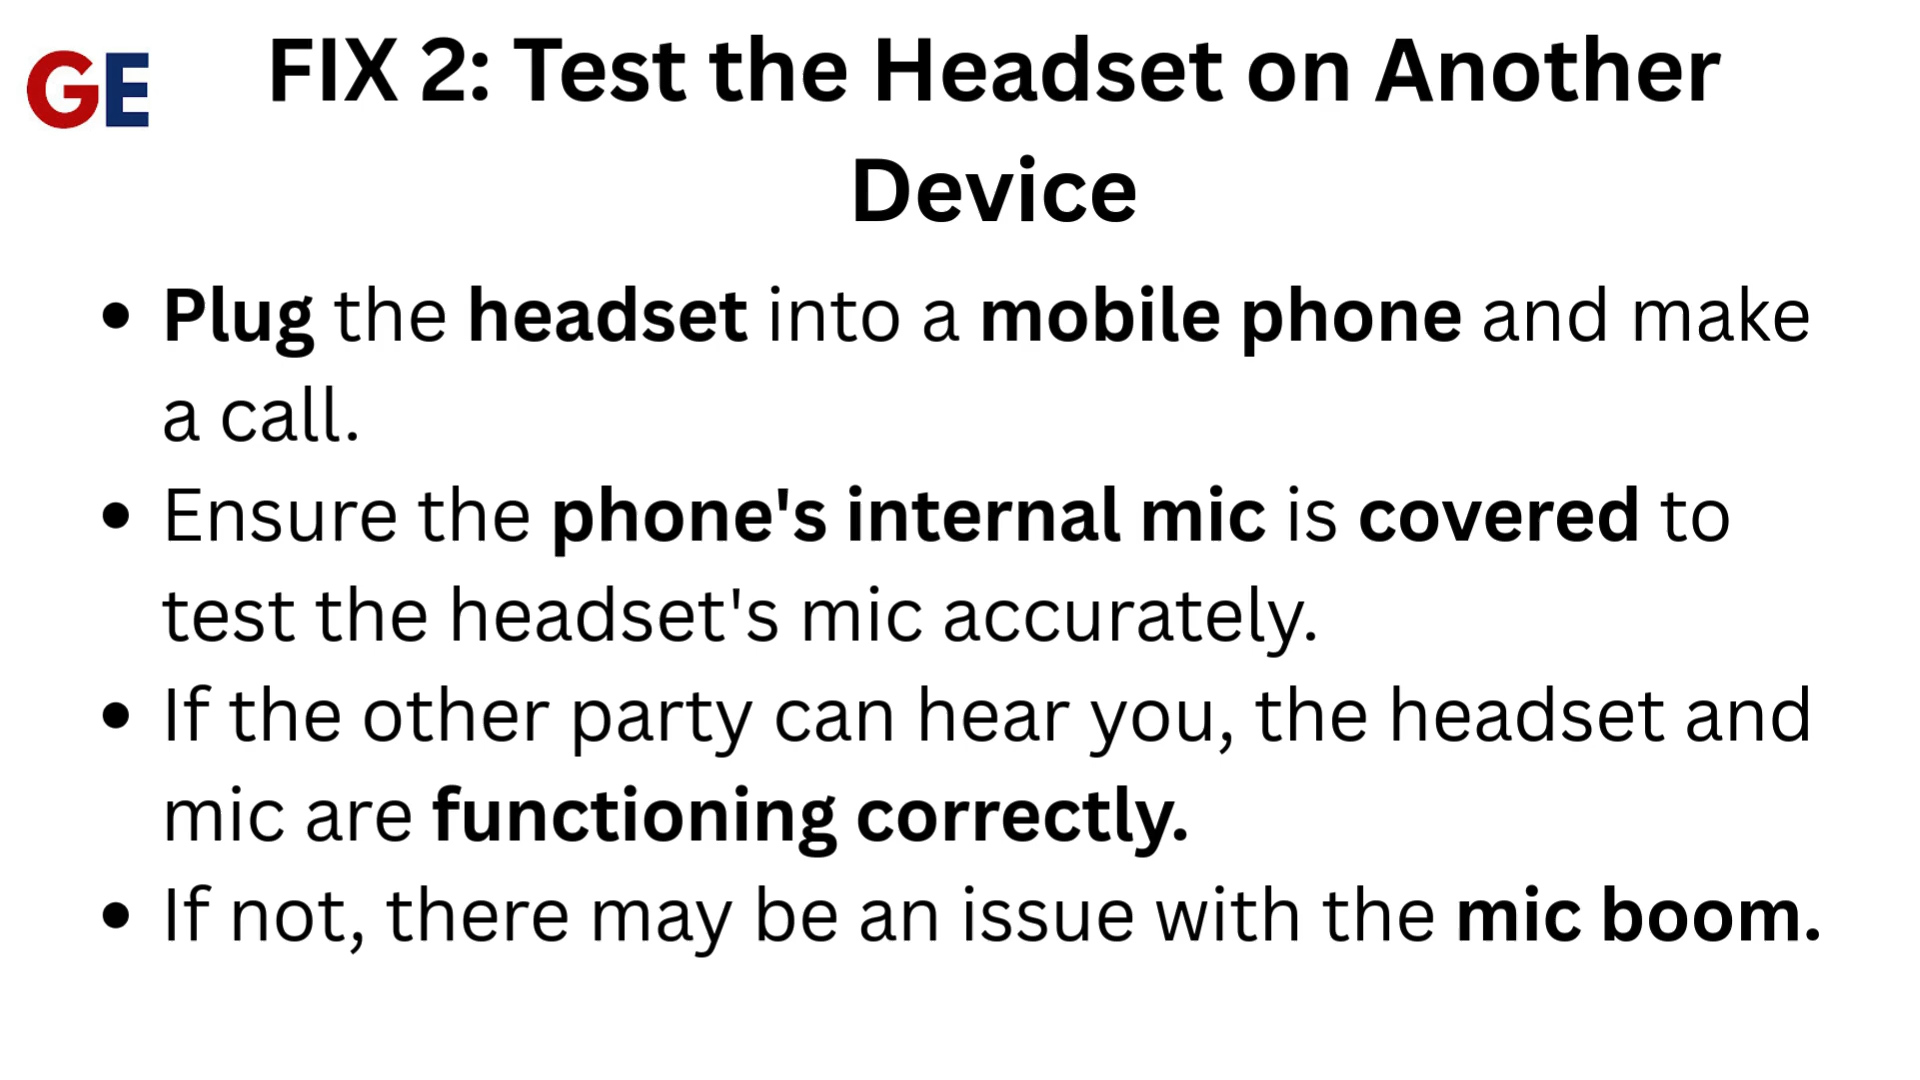 GE
FIX 2: Test the Headset on Another
Device
• Plug the headset into a mobile phone and make
a call.
• Ensure the phone's internal mic is covered to
test the headset's mic accurately.
• If the other party can hear you, the headset and
mic are functioning correctly.
• If not, there may be an issue with the mic boom.